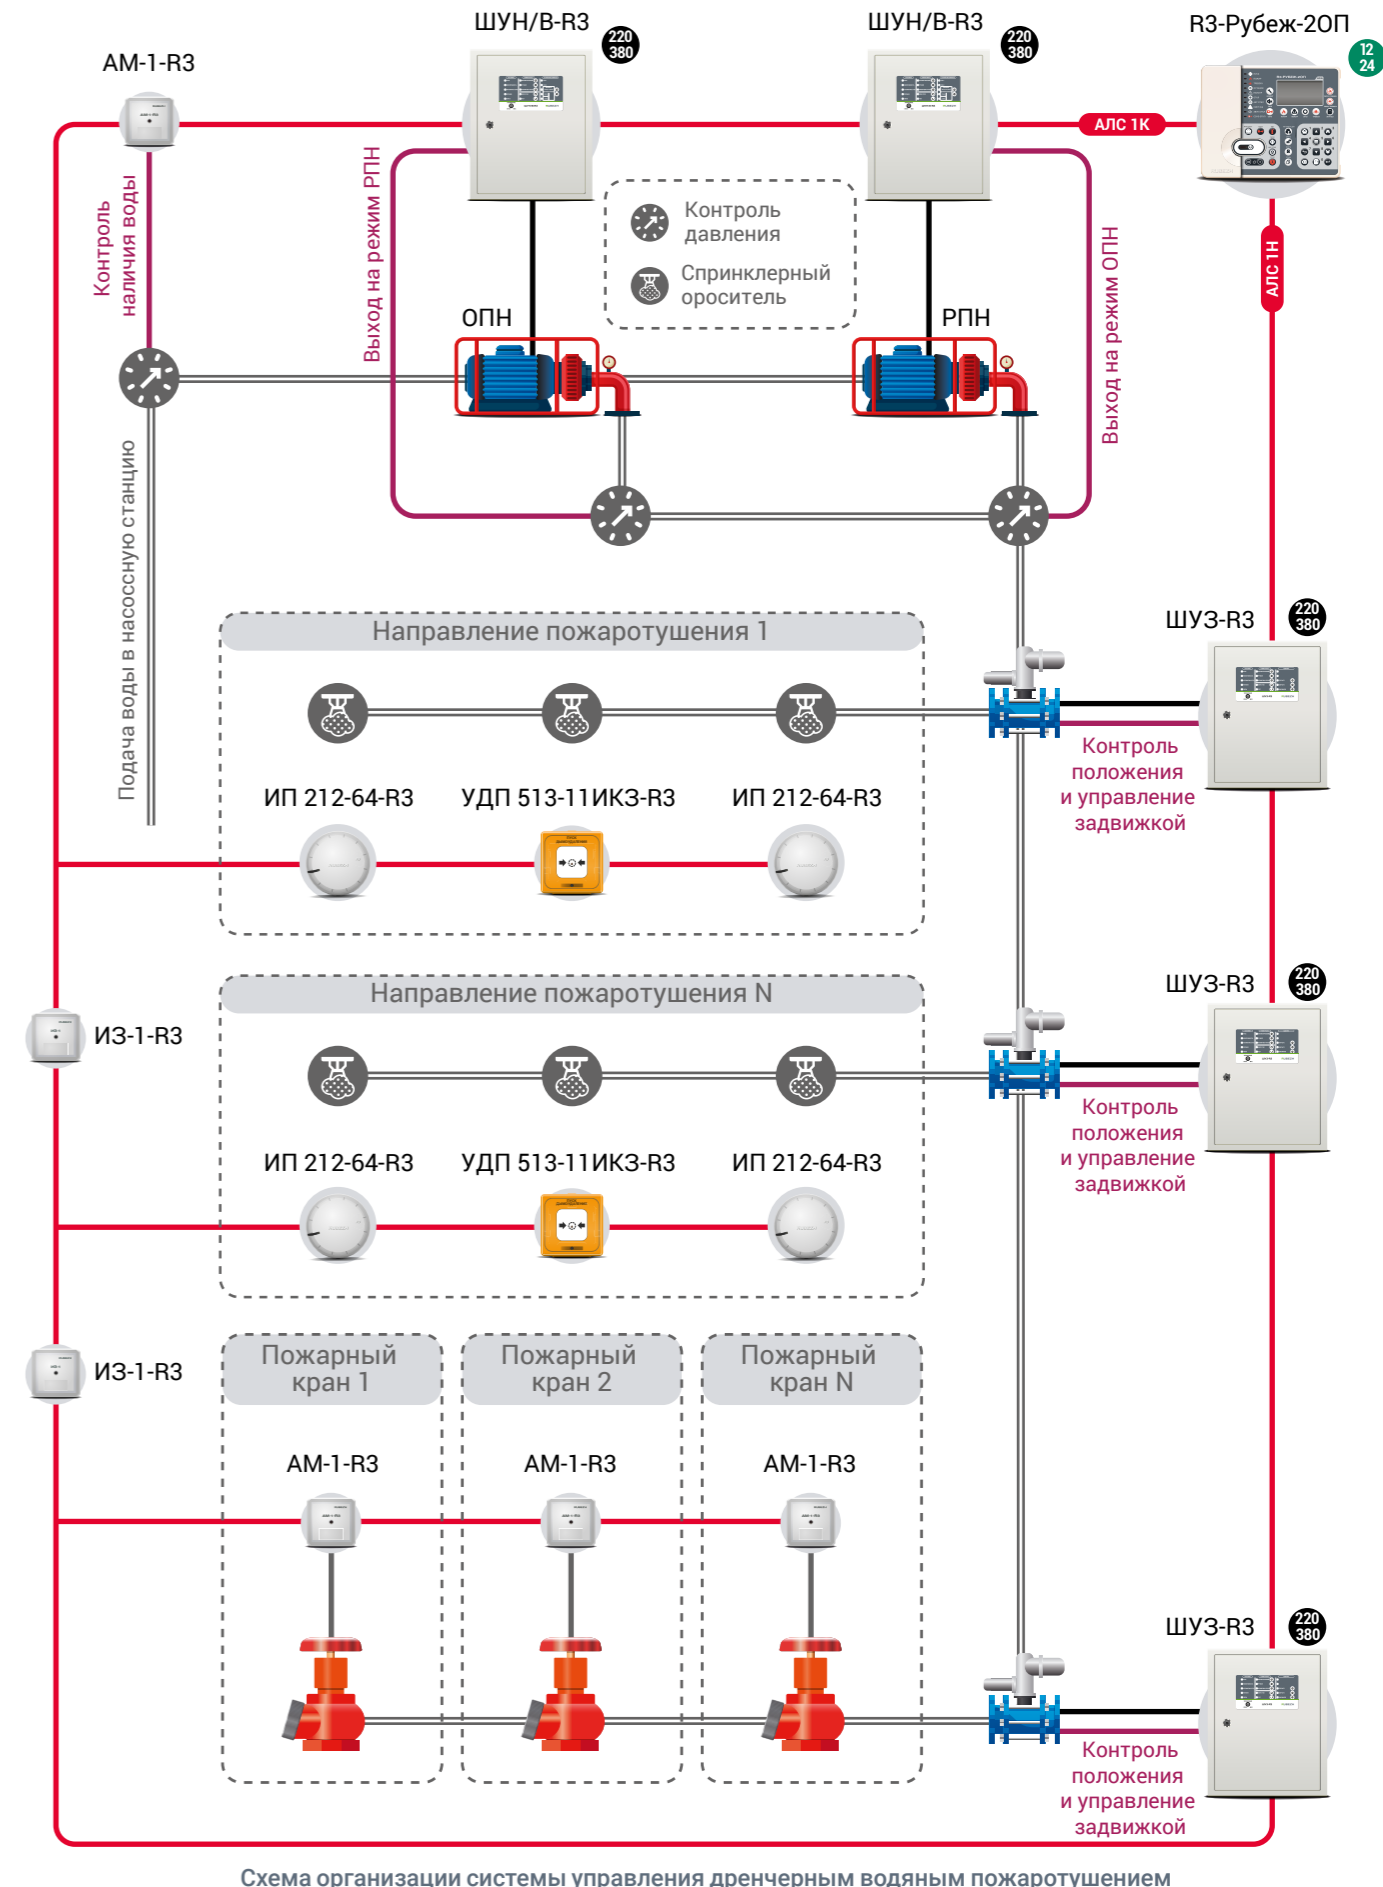 ШУН/В-R3
220
380
ШУН/В-R3
220
380
R3-Рубеж-2ОП
12
24
АМ-1-R3
АЛС 1К
АЛС 1Н
Контроль
наличия воды
Выход на режим РПН
Контроль
давления
Спринклерный
ороситель
Выход на режим ОПН
ОПН
РПН
Подача воды в насоссную станцию
Направление пожаротушения 1
ШУЗ-R3
220
380
Контроль
положения
и управление
задвижкой
ИП 212-64-R3
УДП 513-11ИКЗ-R3
ИП 212-64-R3
Направление пожаротушения N
ШУЗ-R3
220
380
ИЗ-1-R3
Контроль
положения
и управление
задвижкой
ИП 212-64-R3
УДП 513-11ИКЗ-R3
ИП 212-64-R3
ИЗ-1-R3
Пожарный
кран 1
Пожарный
кран 2
Пожарный
кран N
АМ-1-R3
АМ-1-R3
АМ-1-R3
ШУЗ-R3
220
380
Контроль
положения
и управление
задвижкой
Схема организации системы управления дренчерным водяным пожаротушением